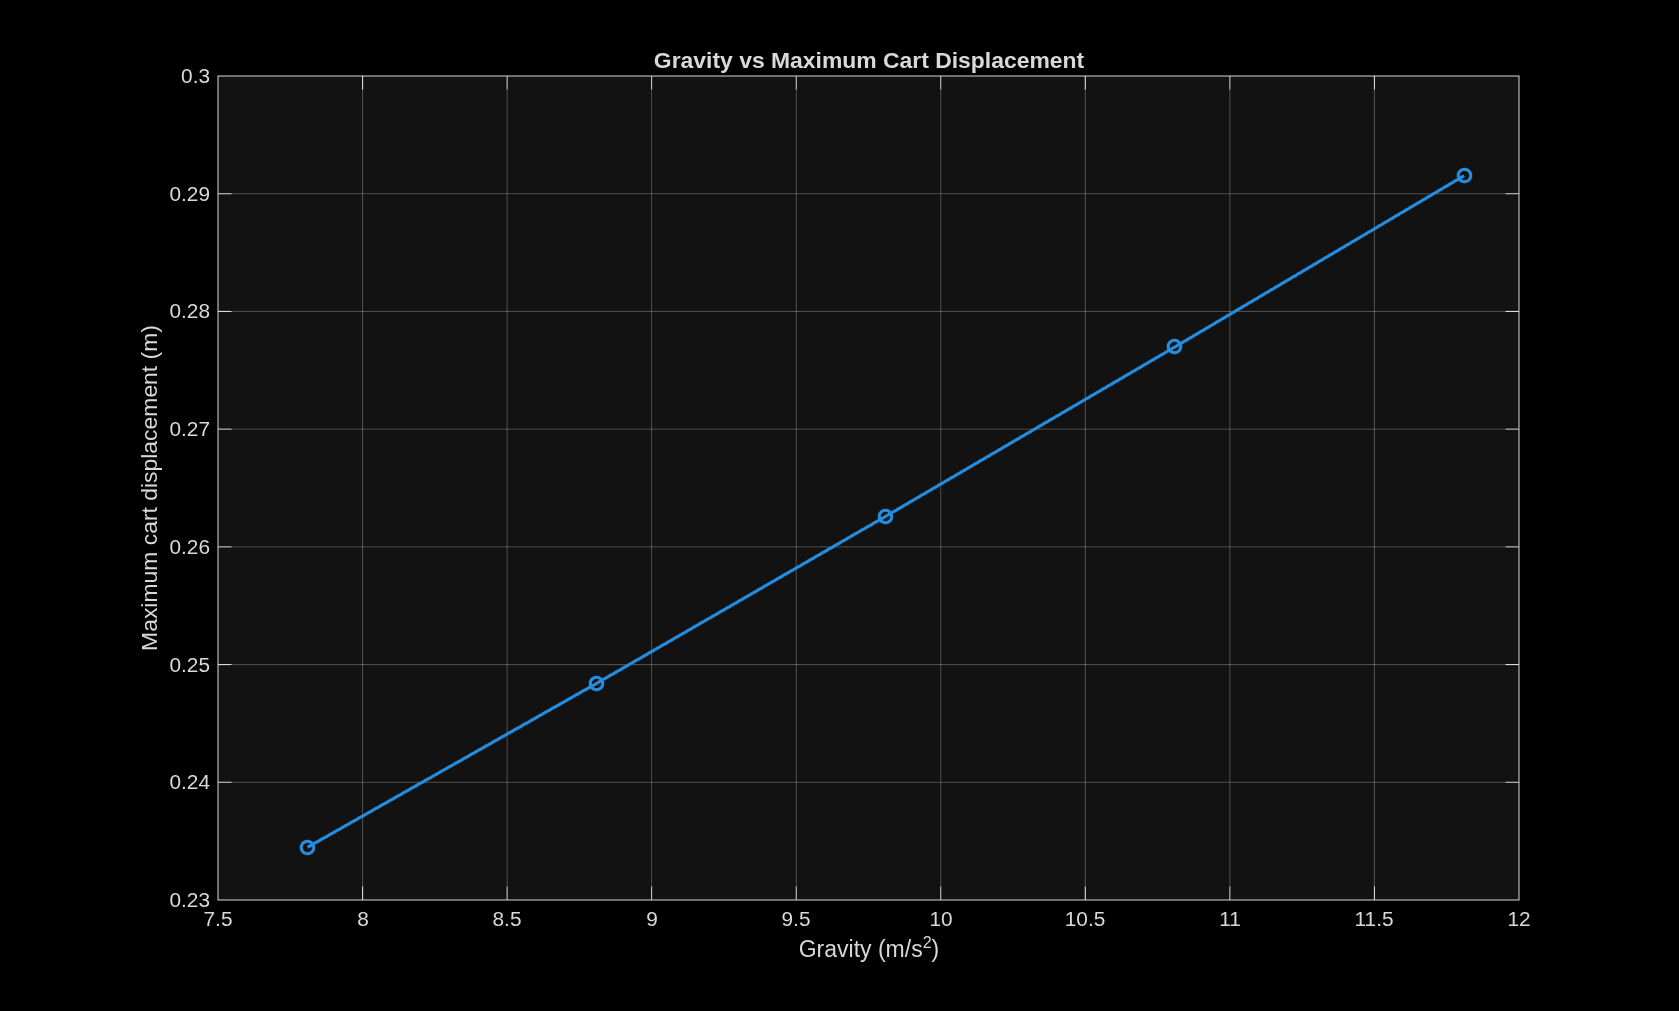 Gravity vs Maximum Cart Displacement
0.3
0.29
0.28
0.27
0.26
0.25
0.24
0.23
Maximum cart displacement (m)
7.5 8 8.5 9 9.5 10 10.5 11 11.5 12
Gravity (m/s²)